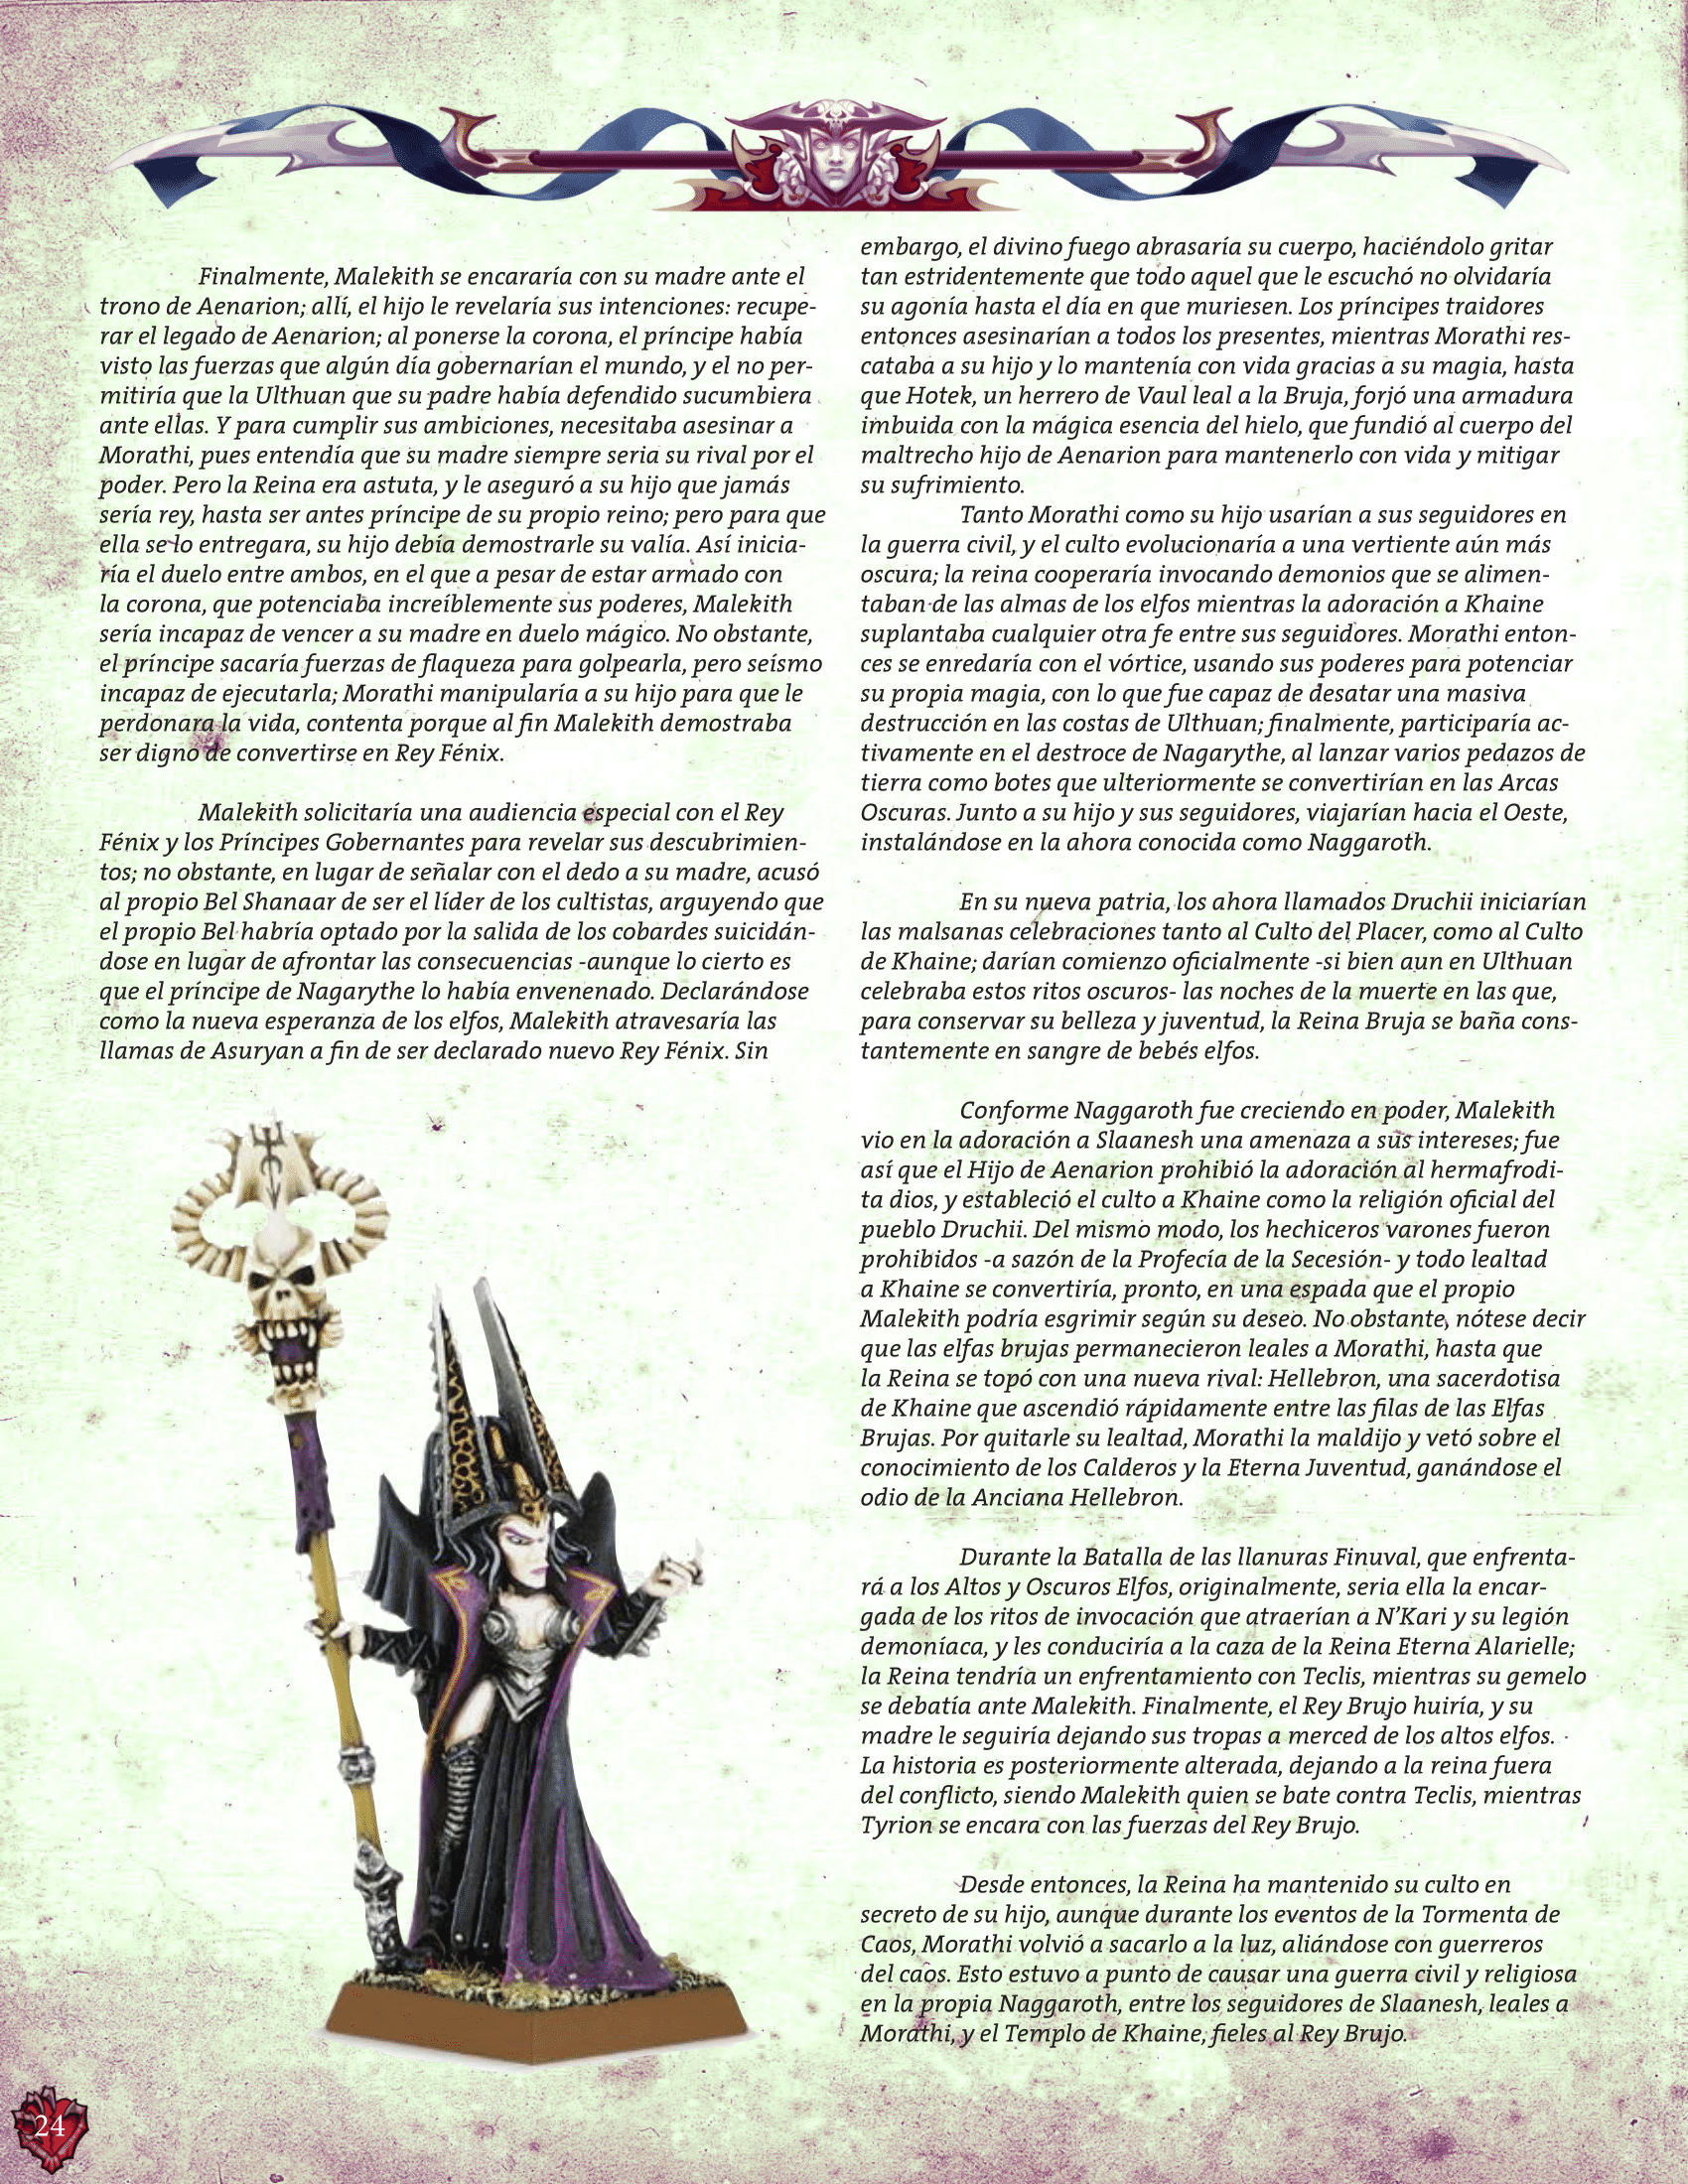 Finalmente, Malekith se encararía con su madre ante el
trono de Aenarion; allí, el hijo le revelaría sus intenciones: recupe-
rar el legado de Aenarion; al ponerse la corona, el príncipe había
visto las fuerzas que algún día gobernarían el mundo, y el no per-
mitiría que la Ulthuan que su padre había defendido sucumbiera
ante ellas. Y para cumplir sus ambiciones, necesitaba asesinar a
Morathi, pues entendía que su madre siempre seria su rival por el
poder. Pero la Reina era astuta, y le aseguró a su hijo que jamás
sería rey, hasta ser antes príncipe de su propio reino; pero para que
ella se lo entregara, su hijo debía demostrarle su valía. Así inicia-
ría el duelo entre ambos, en el que a pesar de estar armado con
la corona, que potenciaba increíblemente sus poderes, Malekith
sería incapaz de vencer a su madre en duelo mágico. No obstante,
el príncipe sacaría fuerzas de flaqueza para golpearla, pero seísmo
incapaz de ejecutarla; Morathi manipularía a su hijo para que le
perdonara la vida, contenta porque al fin Malekith demostraba
ser digno de convertirse en Rey Fénix.
Malekith solicitaría una audiencia especial con el Rey
Fénix y los Príncipes Gobernantes para revelar sus descubrimien-
tos; no obstante, en lugar de señalar con el dedo a su madre, acusó
al propio Bel Shanaar de ser el líder de los cultistas, arguyendo que
el propio Bel habría optado por la salida de los cobardes suicidán-
dose en lugar de afrontar las consecuencias -aunque lo cierto es
que el príncipe de Nagarythe lo había envenenado. Declarándose
como la nueva esperanza de los elfos, Malekith atravesaría las
llamas de Asuryan a fin de ser declarado nuevo Rey Fénix. Sin
embargo, el divino fuego abrasaría su cuerpo, haciéndolo gritar
tan estridentemente que todo aquel que le escuchó no olvidaría
su agonía hasta el día en que muriesen. Los príncipes traidores
entonces asesinarían a todos los presentes, mientras Morathi res-
cataba a su hijo y lo mantenía con vida gracias a su magia, hasta
que Hotek, un herrero de Vaul leal a la Bruja, forjó una armadura
imbuida con la mágica esencia del hielo, que fundió al cuerpo del
maltrecho hijo de Aenarion para mantenerlo con vida y mitigar
su sufrimiento.
Tanto Morathi como su hijo usarían a sus seguidores en
la guerra civil, y el culto evolucionaría a una vertiente aún más
oscura; la reina cooperaría invocando demonios que se alimen-
taban de las almas de los elfos mientras la adoración a Khaine
suplantaba cualquier otra fe entre sus seguidores. Morathi enton-
ces se enredaría con el vórtice, usando sus poderes para potenciar
su propia magia, con lo que fue capaz de desatar una masiva
destrucción en las costas de Ulthuan; finalmente, participaría ac-
tivamente en el destroce de Nagarythe, al lanzar varios pedazos de
tierra como botes que ulteriormente se convertirían en las Arcas
Oscuras. Junto a su hijo y sus seguidores, viajarían hacia el Oeste,
instalándose en la ahora conocida como Naggaroth.
En su nueva patria, los ahora llamados Druchii iniciarían
las malsanas celebraciones tanto al Culto del Placer, como al Culto
de Khaine; darían comienzo oficialmente -si bien aun en Ulthuan
celebraba estos ritos oscuros- las noches de la muerte en las que,
para conservar su belleza y juventud, la Reina Bruja se baña cons-
tantemente en sangre de bebés elfos.
Conforme Naggaroth fue creciendo en poder, Malekith
vio en la adoración a Slaanesh una amenaza a sus intereses; fue
así que el Hijo de Aenarion prohibió la adoración al hermafrodi-
ta dios, y estableció el culto a Khaine como la religión oficial del
pueblo Druchii. Del mismo modo, los hechiceros varones fueron
prohibidos -a sazón de la Profecía de la Secesión- y todo lealtad
a Khaine se convertiría, pronto, en una espada que el propio
Malekith podría esgrimir según su deseo. No obstante, nótese decir
que las elfas brujas permanecieron leales a Morathi, hasta que
la Reina se topó con una nueva rival: Hellebron, una sacerdotisa
de Khaine que ascendió rápidamente entre las filas de las Elfas
Brujas. Por quitarle su lealtad, Morathi la maldijo y vetó sobre el
conocimiento de los Calderos y la Eterna Juventud, ganándose el
odio de la Anciana Hellebron.
Durante la Batalla de las llanuras Finuval, que enfrenta-
rá a los Altos y Oscuros Elfos, originalmente, seria ella la encar-
gada de los ritos de invocación que atraerían a N’Kari y su legión
demoníaca, y les conduciría a la caza de la Reina Eterna Alarielle;
la Reina tendría un enfrentamiento con Teclis, mientras su gemelo
se debatía ante Malekith. Finalmente, el Rey Brujo huiría, y su
madre le seguiría dejando sus tropas a merced de los altos elfos.
La historia es posteriormente alterada, dejando a la reina fuera
del conflicto, siendo Malekith quien se bate contra Teclis, mientras
Tyrion se encara con las fuerzas del Rey Brujo.
Desde entonces, la Reina ha mantenido su culto en
secreto de su hijo, aunque durante los eventos de la Tormenta de
Caos, Morathi volvió a sacarlo a la luz, aliándose con guerreros
del caos. Esto estuvo a punto de causar una guerra civil y religiosa
en la propia Naggaroth, entre los seguidores de Slaanesh, leales a
Morathi, y el Templo de Khaine, fieles al Rey Brujo.
24